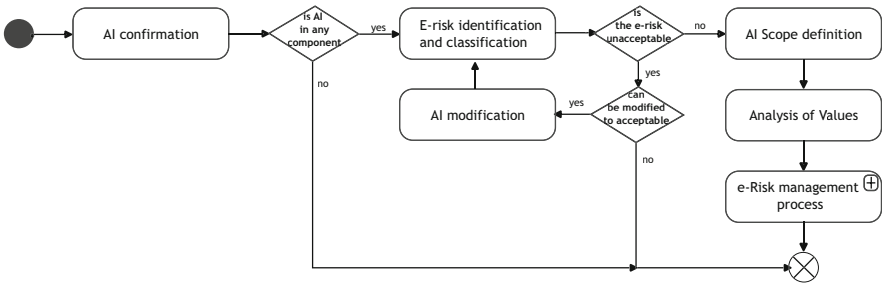 AI confirmation
is AI
in any
component
yes
no
E-risk identification
and classification
is
the e-risk
unacceptable
no
yes
AI Scope definition
can
be modified
to acceptable
yes
no
AI modification
Analysis of Values
e-Risk management
process